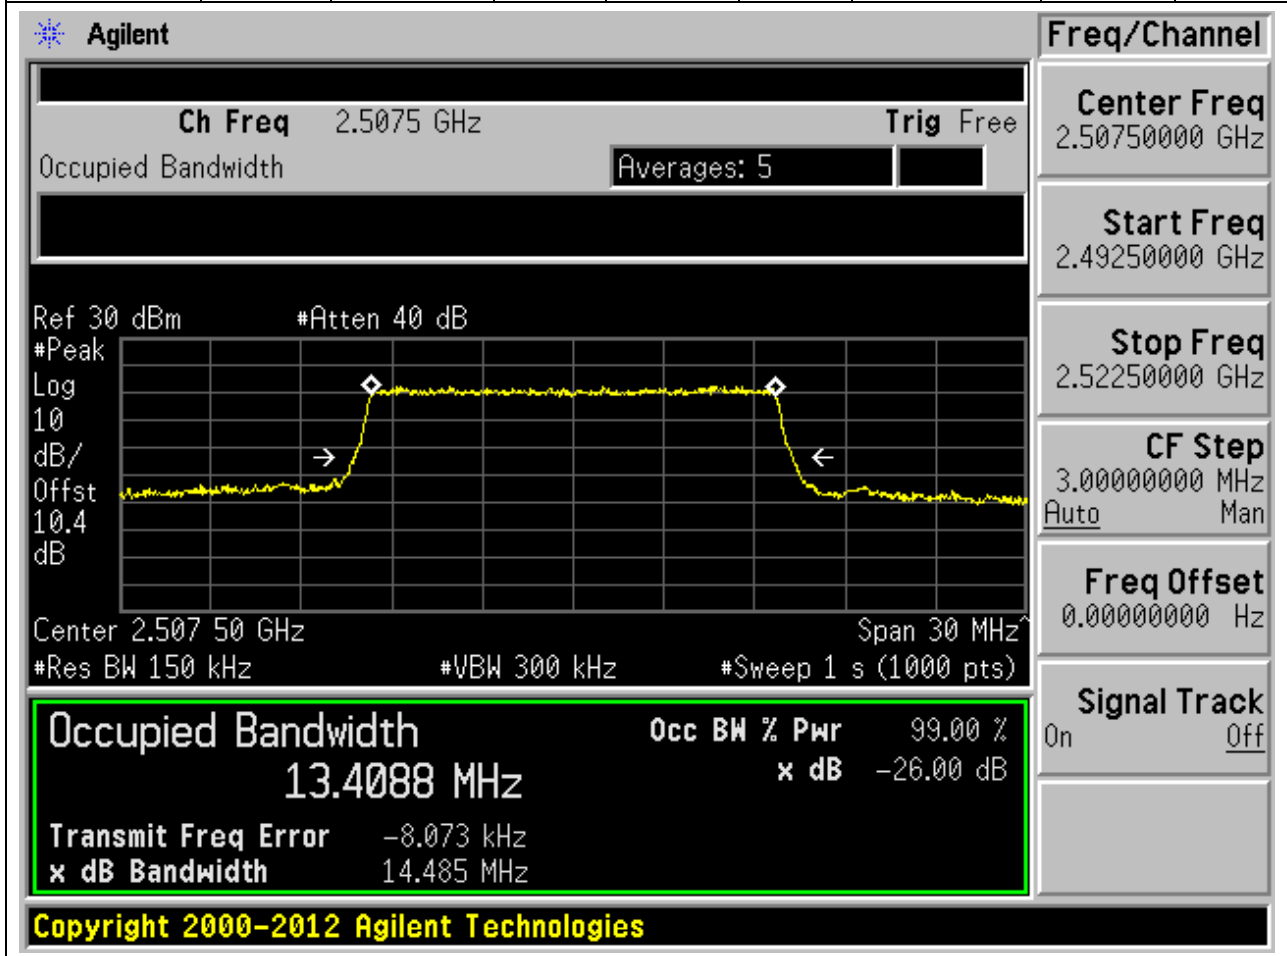 Agilent
Freq/Channel
Ch Freq 2.5075 GHz Trig Free
Occupied Bandwidth Averages: 5
Center Freq
2.50750000 GHz
Start Freq
2.49250000 GHz
Stop Freq
2.52250000 GHz
CF Step
3.00000000 MHz
Auto Man
Freq Offset
0.00000000 Hz
Signal Track
On Off
Ref 30 dBm #Atten 40 dB
#Peak
Log
10
dB/
Offst
10.4
dB
Center 2.507 50 GHz Span 30 MHz^
#Res BW 150 kHz #VBW 300 kHz #Sweep 1 s (1000 pts)
Occupied Bandwidth Occ BW % Pwr 99.00 %
13.4088 MHz x dB -26.00 dB
Transmit Freq Error -8.073 kHz
x dB Bandwidth 14.485 MHz
Copyright 2000-2012 Agilent Technologies